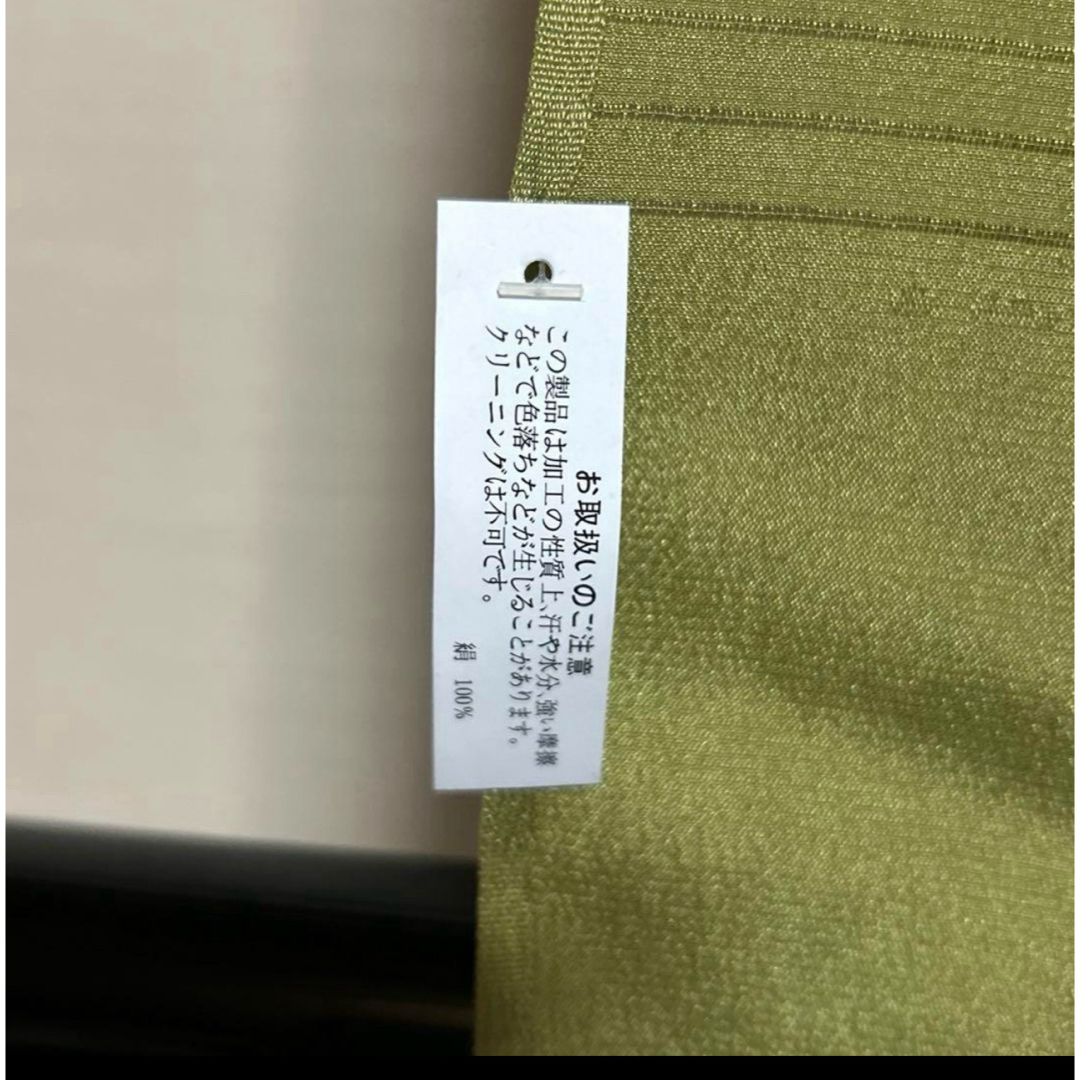 お取扱いのご注意
この製品は加工の性質上、汗や水分、強い摩擦
などで色落ちなどが生じることがあります。
クリーニングは不可です。
絹 100%